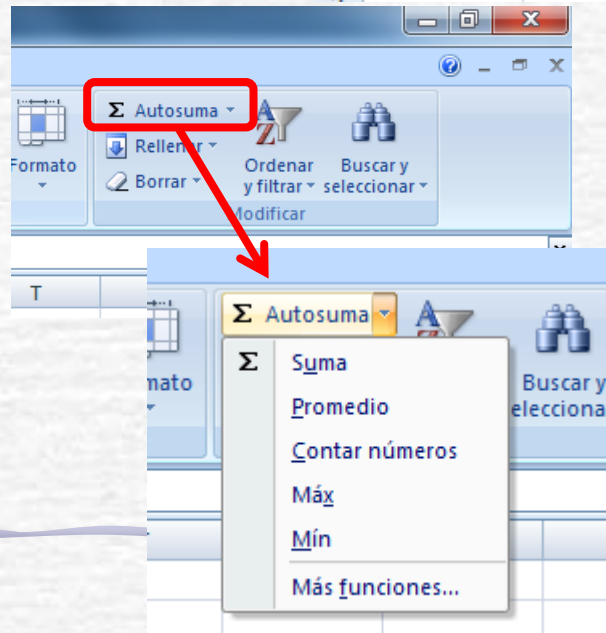 Σ Autosuma
Formato
Rellenar
Borrar
Ordenar
y filtrar
Buscar y
seleccionar
Modificar
T
Σ Autosuma
mato
Buscar y
elecciona
Σ Suma
Promedio
Contar números
Máx
Mín
Más funciones...